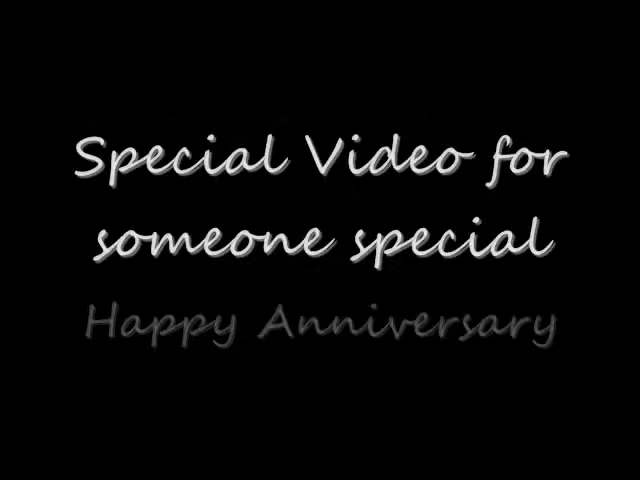 Special Video for
someone special
Happy Anniversary